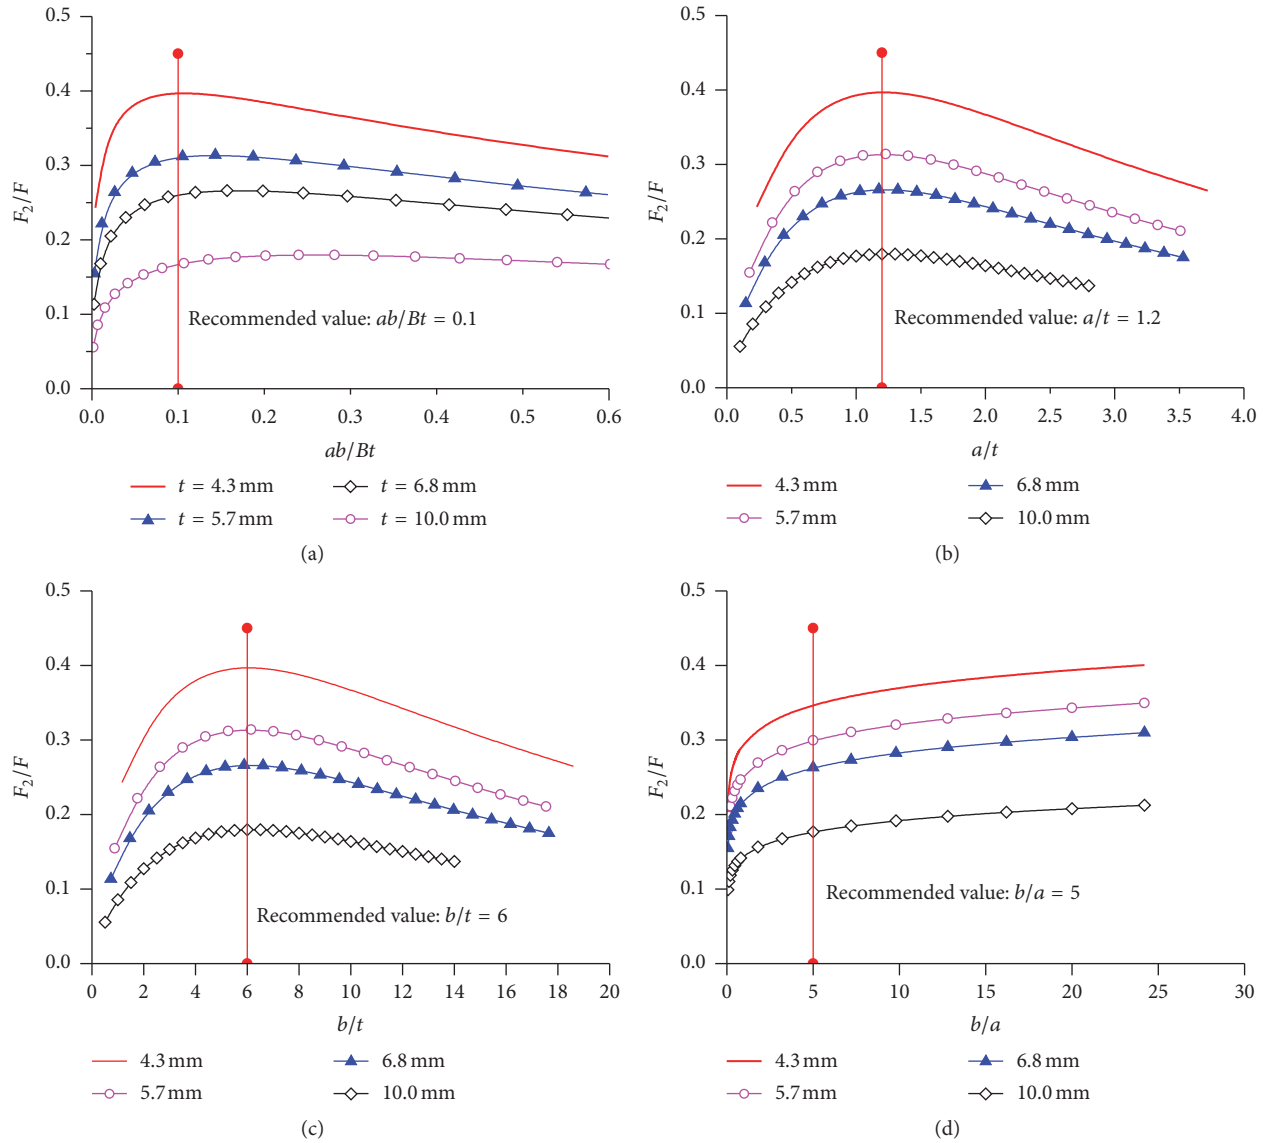 0.5
0.4
0.3
0.2
0.1
0.0
F2/F
Recommended value: ab/Bt = 0.1
0.0 0.1 0.2 0.3 0.4 0.5 0.6
ab/Bt
t = 4.3 mm t = 6.8 mm
t = 5.7 mm t = 10.0 mm
(a)
0.5
0.4
0.3
0.2
0.1
0.0
F2/F
Recommended value: a/t = 1.2
0.0 0.5 1.0 1.5 2.0 2.5 3.0 3.5 4.0
a/t
4.3 mm 6.8 mm
5.7 mm 10.0 mm
(b)
0.5
0.4
0.3
0.2
0.1
0.0
F2/F
Recommended value: b/t = 6
0 2 4 6 8 10 12 14 16 18 20
b/t
4.3 mm 6.8 mm
5.7 mm 10.0 mm
(c)
0.5
0.4
0.3
0.2
0.1
0.0
F2/F
Recommended value: b/a = 5
0 5 10 15 20 25 30
b/a
4.3 mm 6.8 mm
5.7 mm 10.0 mm
(d)